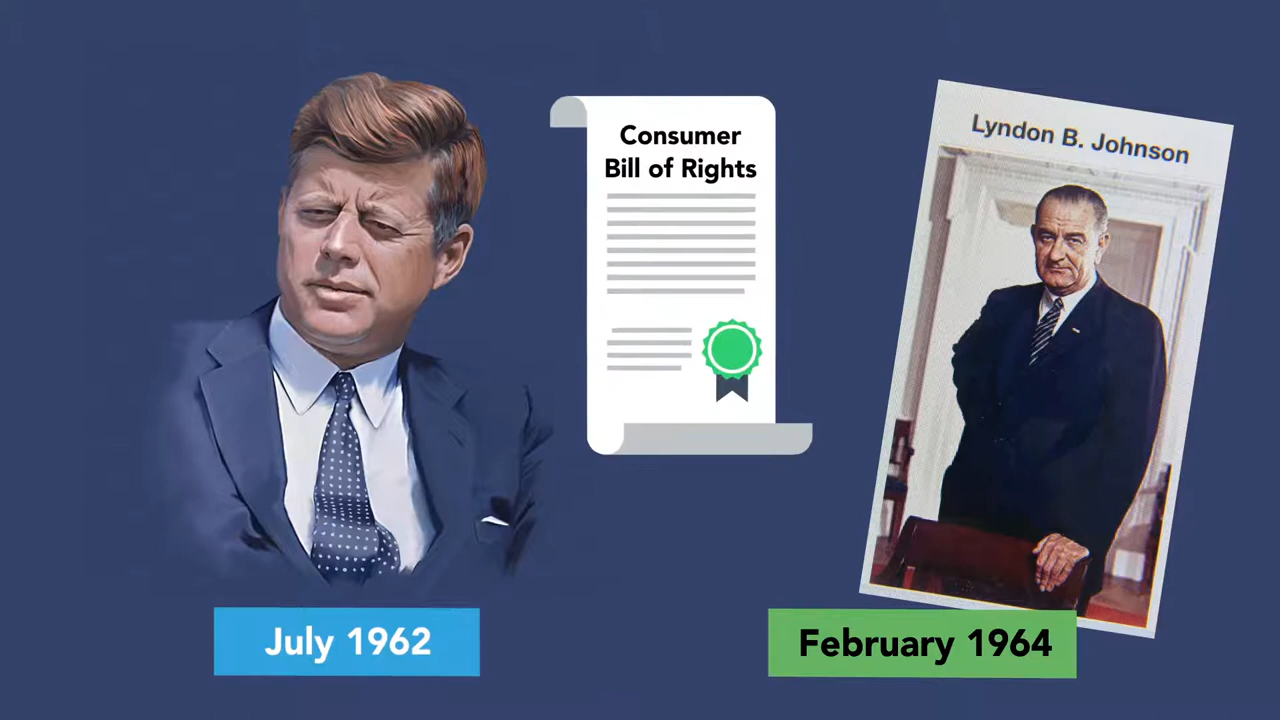 Consumer
Bill of Rights
Lyndon B. Johnson
July 1962
February 1964